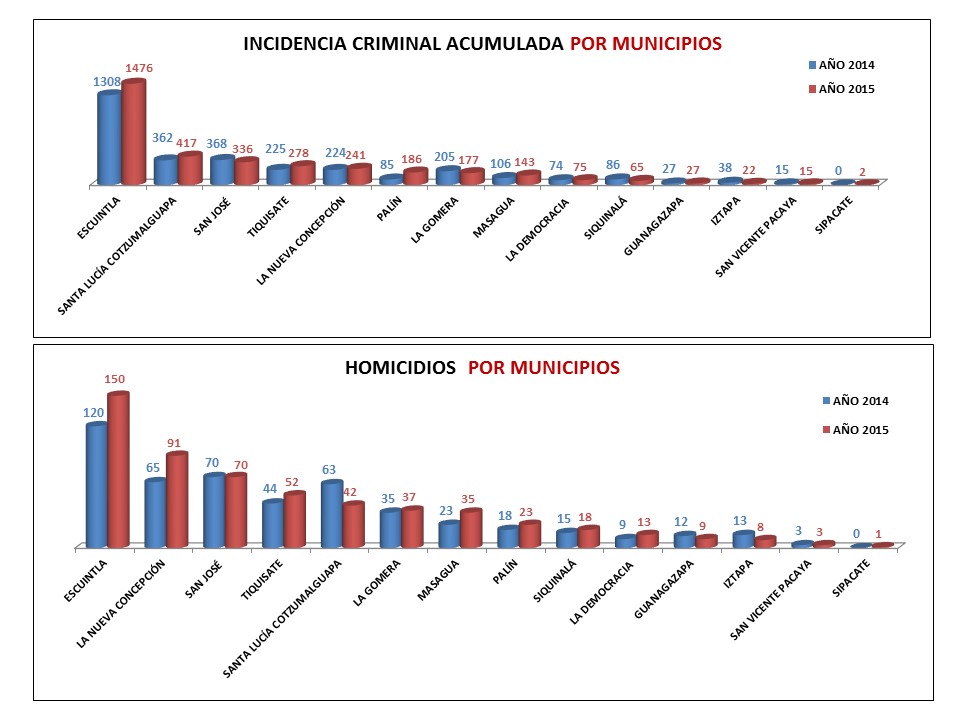 INCIDENCIA CRIMINAL ACUMULADA POR MUNICIPIOS
AÑO 2014
AÑO 2015
1308 1476
362 417
368 336
225 278
224 241
85 186
205 177
106 143
74 75
86 65
27 27
38 22
15 15
0 2
ESCUINTLA
SANTA LUCÍA COTZUMALGUAPA
SAN JOSÉ
TIQUISATE
LA NUEVA CONCEPCIÓN
PALÍN
LA GOMERA
MASAGUA
LA DEMOCRACIA
SIQUINALÁ
GUANAGAZAPA
IZTAPA
SAN VICENTE PACAYA
SIPACATE
HOMICIDIOS POR MUNICIPIOS
AÑO 2014
AÑO 2015
120 150
65 91
70 70
44 52
63 42
35 37
23 35
18 23
15 18
9 13
12 9
13 8
3 3
0 1
ESCUINTLA
LA NUEVA CONCEPCIÓN
SAN JOSÉ
TIQUISATE
SANTA LUCÍA COTZUMALGUAPA
LA GOMERA
MASAGUA
PALÍN
SIQUINALÁ
LA DEMOCRACIA
GUANAGAZAPA
IZTAPA
SAN VICENTE PACAYA
SIPACATE